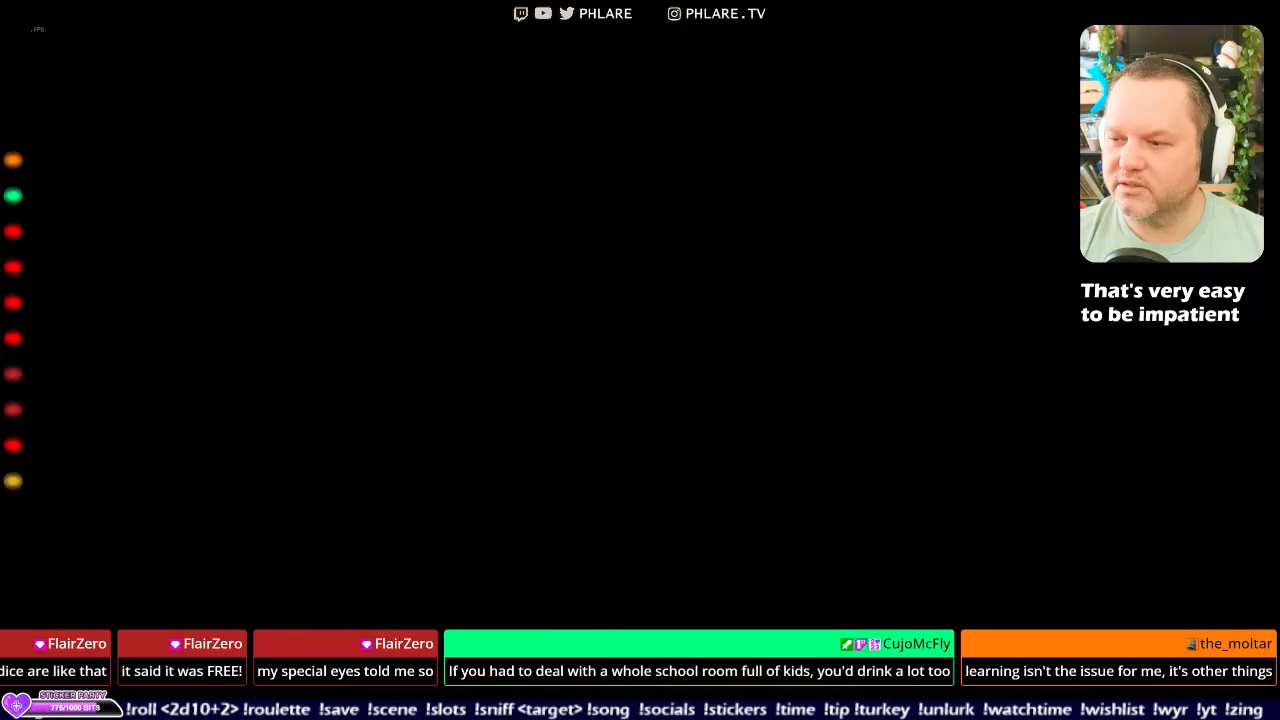 PHLARE
PHLARE.TV
.FPS
That's very easy
to be impatient
FlairZero
dice are like that
FlairZero
it said it was FREE!
FlairZero
my special eyes told me so
CujoMcFly
If you had to deal with a whole school room full of kids, you'd drink a lot too
the_moltar
learning isn't the issue for me, it's other things
STICKER PARTY
775/1000 BITS
!roll <2d10+2> !roulette !save !scene !slots !sniff <target> !song !socials !stickers !time !tip !turkey !unlurk !watchtime !wishlist !wyr !yt !zing